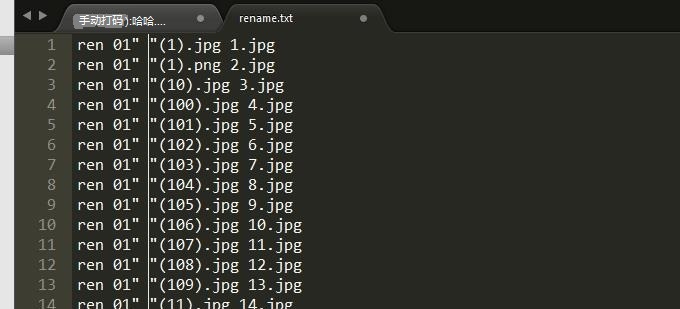 手动打码):哈哈....
rename.txt
1 ren 01" "(1).jpg 1.jpg
2 ren 01" "(1).png 2.jpg
3 ren 01" "(10).jpg 3.jpg
4 ren 01" "(100).jpg 4.jpg
5 ren 01" "(101).jpg 5.jpg
6 ren 01" "(102).jpg 6.jpg
7 ren 01" "(103).jpg 7.jpg
8 ren 01" "(104).jpg 8.jpg
9 ren 01" "(105).jpg 9.jpg
10 ren 01" "(106).jpg 10.jpg
11 ren 01" "(107).jpg 11.jpg
12 ren 01" "(108).jpg 12.jpg
13 ren 01" "(109).jpg 13.jpg
14 ren 01" "(11).jpg 14.jpg